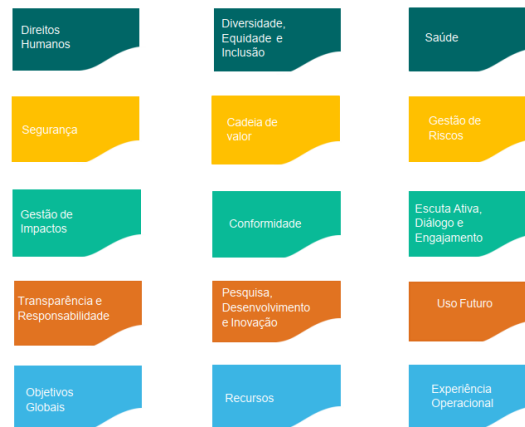 Direitos
Humanos
Diversidade,
Equidade e
Inclusão
Saúde
Segurança
Cadeia de
valor
Gestão de
Riscos
Gestão de
Impactos
Conformidade
Escuta Ativa,
Diálogo e
Engajamento
Transparência e
Responsabilidade
Pesquisa,
Desenvolvimento
e Inovação
Uso Futuro
Objetivos
Globais
Recursos
Experiência
Operacional